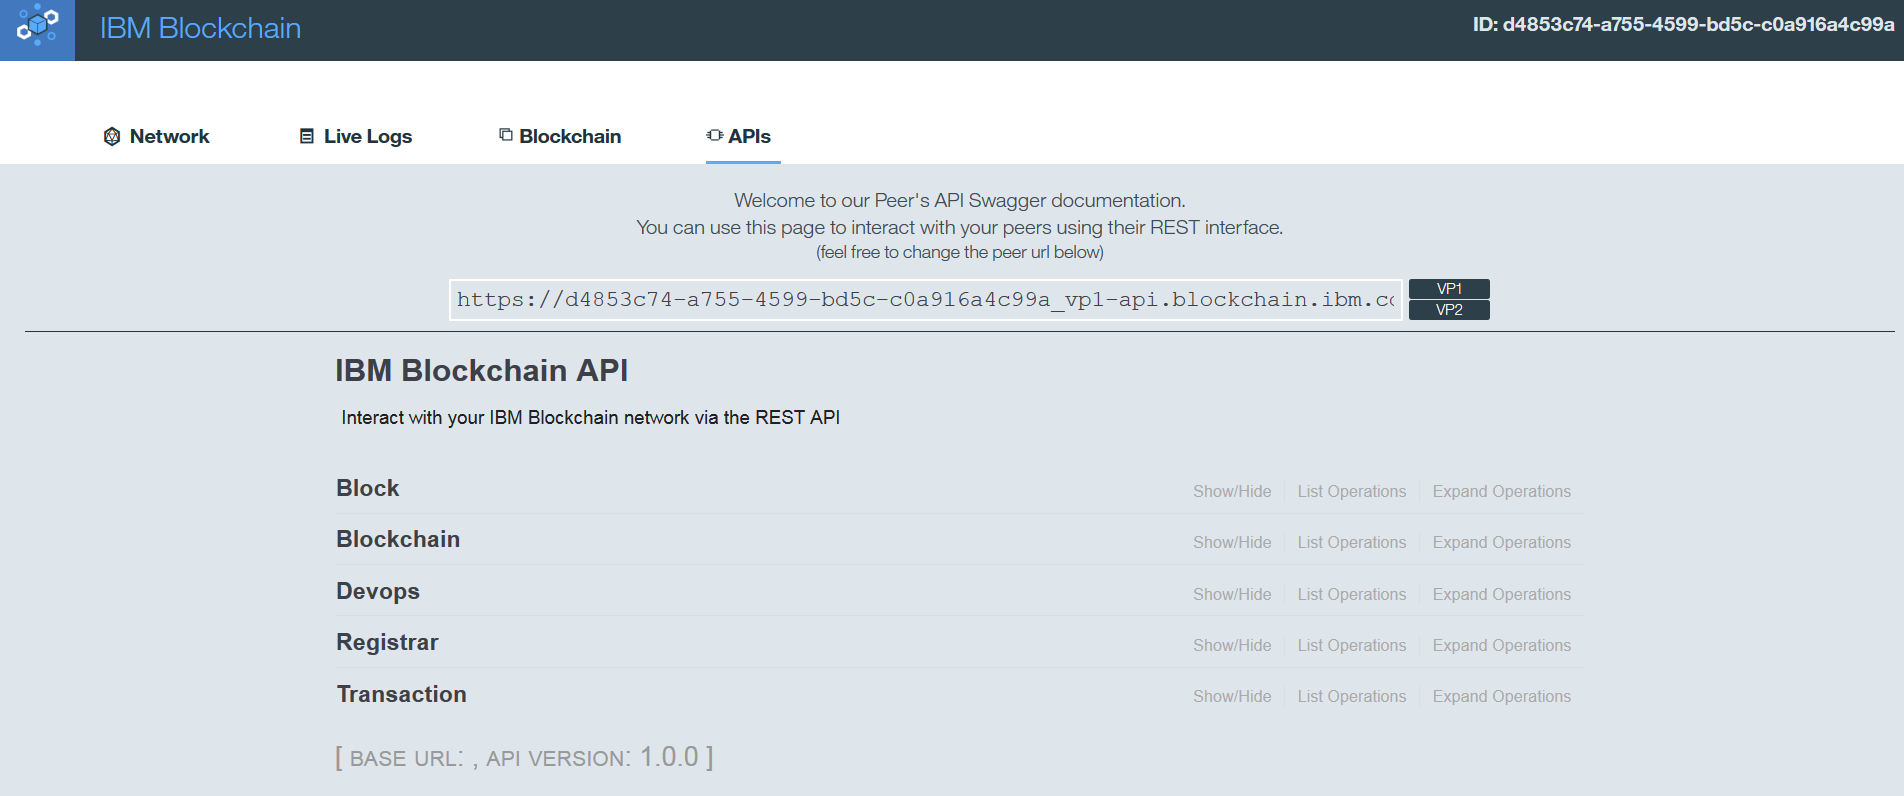 IBM Blockchain
ID: d4853c74-a755-4599-bd5c-c0a916a4c99a
Network
Live Logs
Blockchain
APIs
Welcome to our Peer's API Swagger documentation.
You can use this page to interact with your peers using their REST interface.
(feel free to change the peer url below)
https://d4853c74-a755-4599-bd5c-c0a916a4c99a_vp1-api.blockchain.ibm.co
VP1
VP2
IBM Blockchain API
Interact with your IBM Blockchain network via the REST API
Block Show/Hide List Operations Expand Operations
Blockchain Show/Hide List Operations Expand Operations
Devops Show/Hide List Operations Expand Operations
Registrar Show/Hide List Operations Expand Operations
Transaction Show/Hide List Operations Expand Operations
[ BASE URL: , API VERSION: 1.0.0 ]